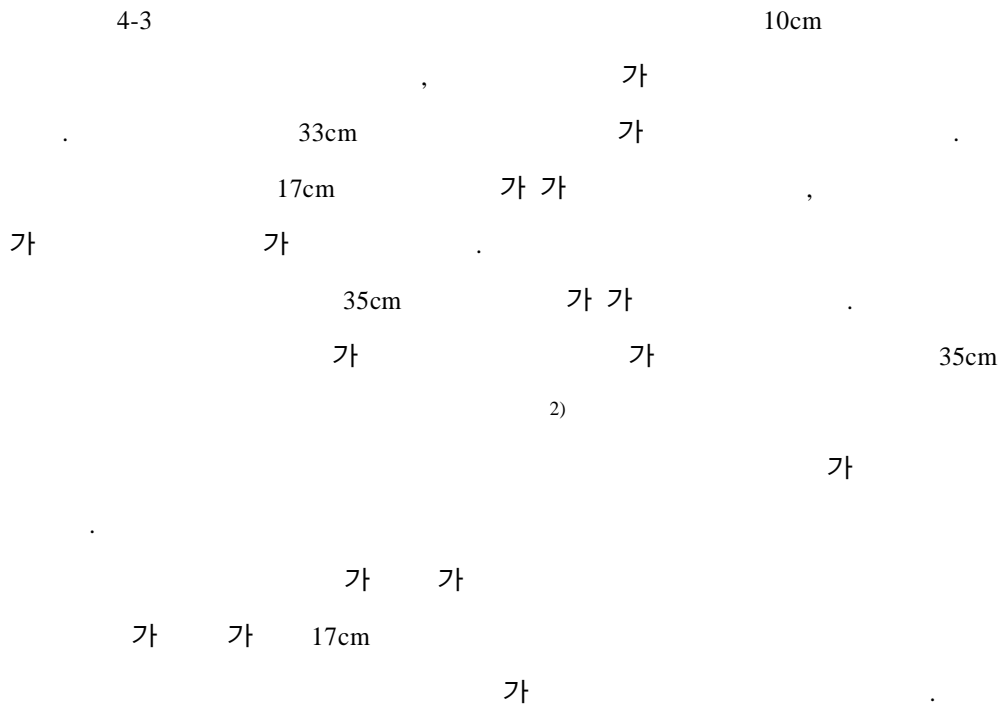 4-3 10cm
, 가
. 33cm 가 .
17cm 가 가 ,
가 가 .
35cm 가 가 .
가 가 35cm
2)
가
.
가 가
가 가 17cm
가 .